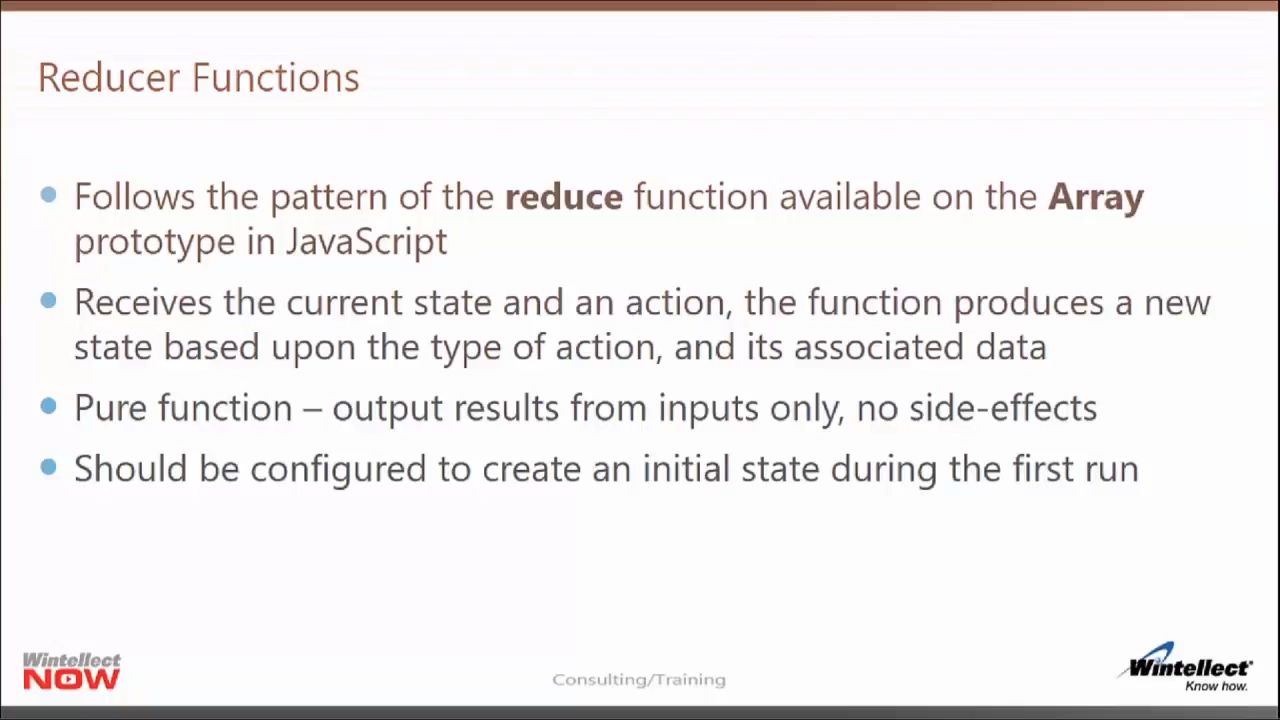 Reducer Functions
Follows the pattern of the reduce function available on the Array
prototype in JavaScript
Receives the current state and an action, the function produces a new
state based upon the type of action, and its associated data
Pure function – output results from inputs only, no side-effects
Should be configured to create an initial state during the first run
Wintellect
NOW
Consulting/Training
Wintellect
Know how.